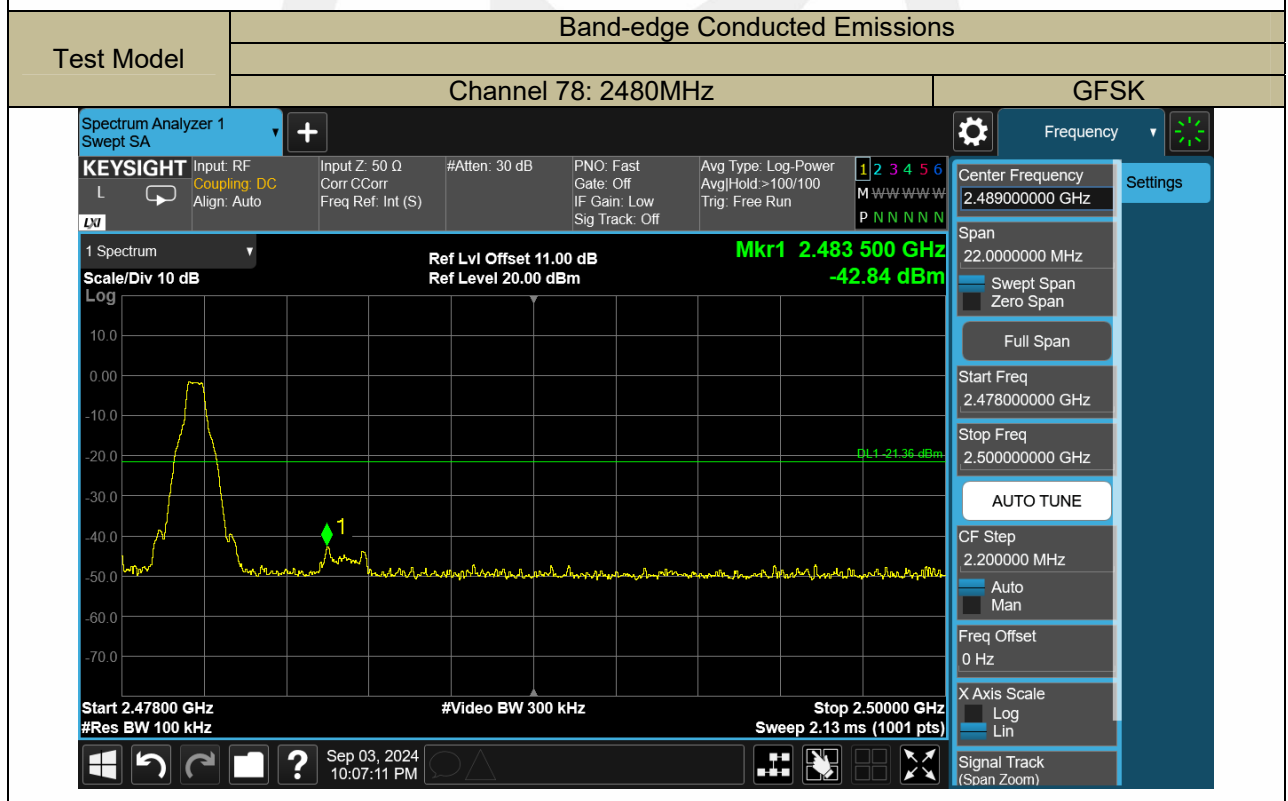 Test Model
Band-edge Conducted Emissions
Channel 78: 2480MHz
GFSK
Spectrum Analyzer 1
Swept SA
Frequency
KEYSIGHT
L
LXI
Input: RF
Coupling: DC
Align: Auto
Input Z: 50 Ω
Corr CCorr
Freq Ref: Int (S)
#Atten: 30 dB
PNO: Fast
Gate: Off
IF Gain: Low
Sig Track: Off
Avg Type: Log-Power
Avg|Hold:>100/100
Trig: Free Run
1 2 3 4 5 6
M W W W W W
P N N N N N
Center Frequency
2.489000000 GHz
Settings
Span
22.0000000 MHz
Swept Span
Zero Span
Full Span
Start Freq
2.478000000 GHz
Stop Freq
2.500000000 GHz
AUTO TUNE
CF Step
2.200000 MHz
Auto
Man
Freq Offset
0 Hz
X Axis Scale
Log
Lin
Signal Track
(Span Zoom)
1 Spectrum
Scale/Div 10 dB
Log
Ref Lvl Offset 11.00 dB
Ref Level 20.00 dBm
Mkr1 2.483 500 GHz
-42.84 dBm
10.0
0.00
-10.0
-20.0
-30.0
-40.0
-50.0
-60.0
-70.0
DL1 -21.36 dBm
1
Start 2.47800 GHz
#Res BW 100 kHz
#Video BW 300 kHz
Stop 2.50000 GHz
Sweep 2.13 ms (1001 pts)
?
Sep 03, 2024
10:07:11 PM